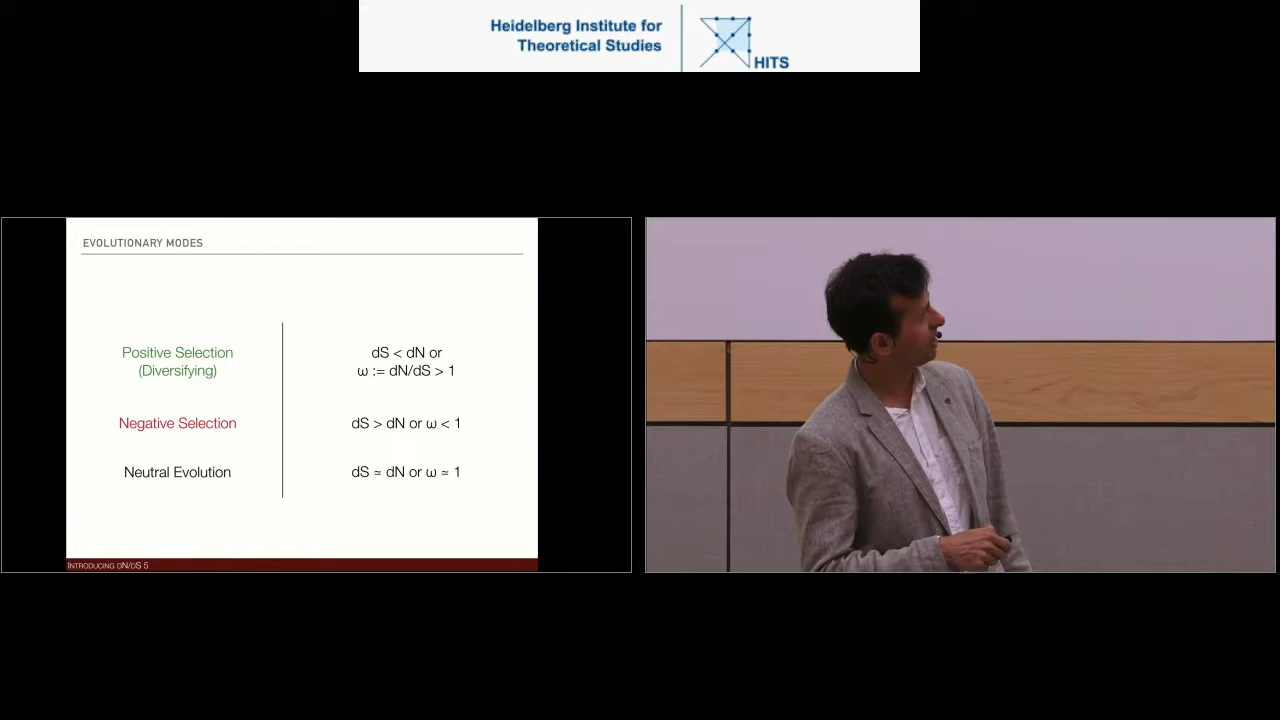 Heidelberg Institute for
Theoretical Studies
HITS
EVOLUTIONARY MODES
Positive Selection
(Diversifying)
dS < dN or
ω := dN/dS > 1
Negative Selection
dS > dN or ω < 1
Neutral Evolution
dS ≃ dN or ω ≃ 1
INTRODUCING DN/DS 5